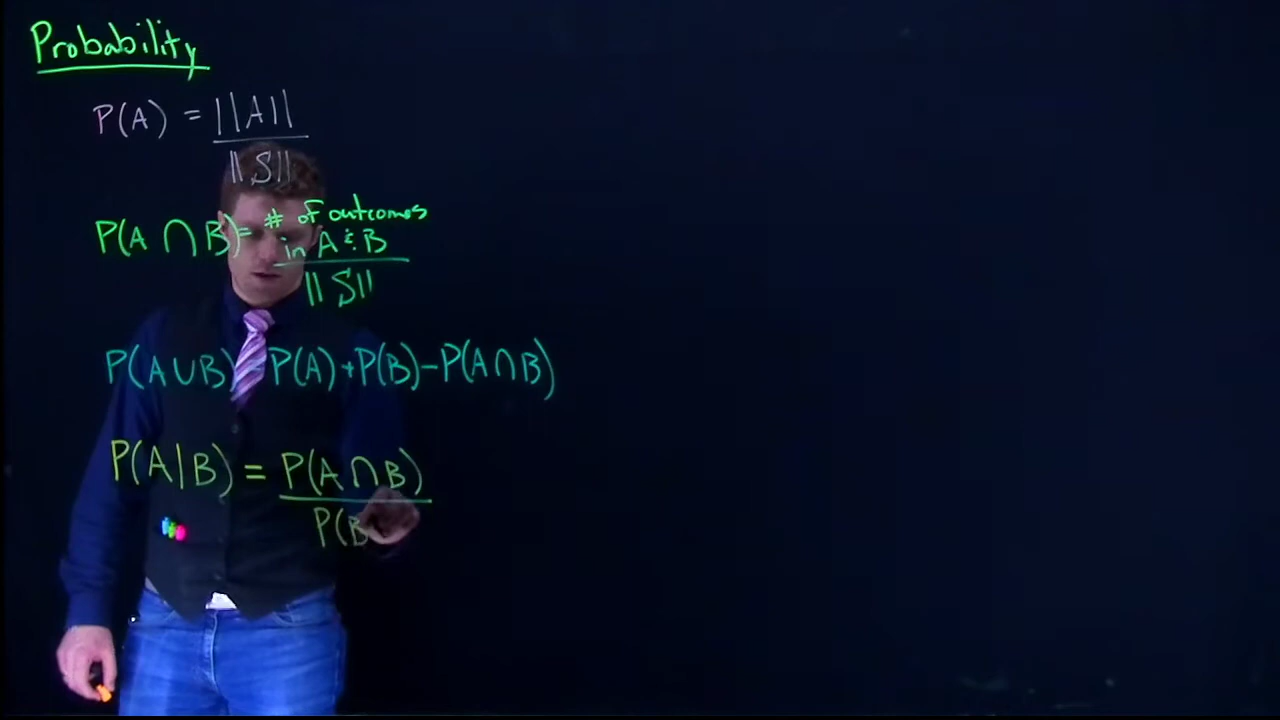 Probability
P(A) = ||A||
||S||
P(A ∩ B) = # of outcomes
in A & B
||S||
P(A ∪ B) = P(A) + P(B) - P(A ∩ B)
P(A|B) = P(A ∩ B)
P(B